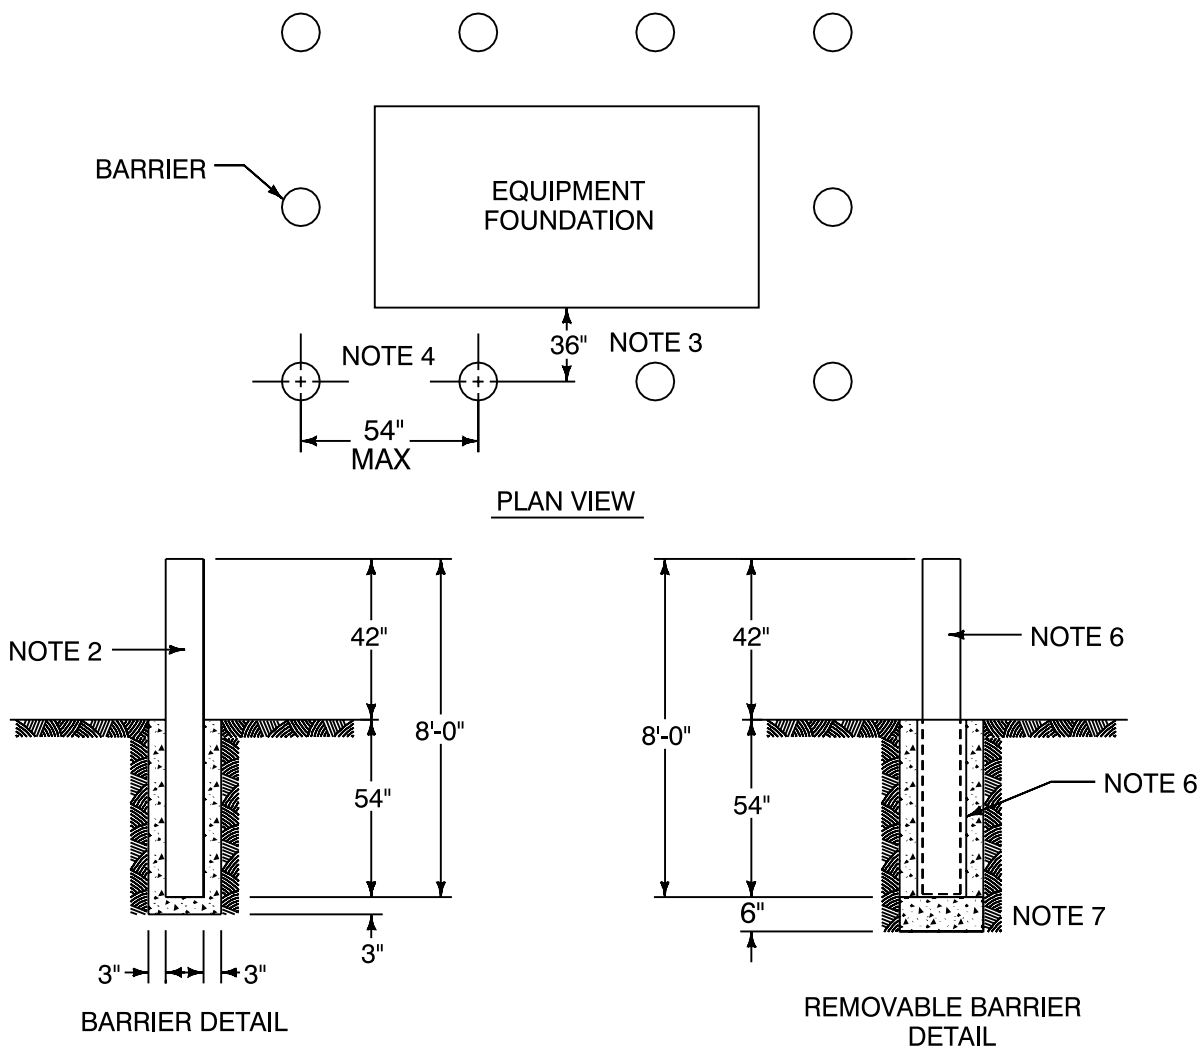 BARRIER
EQUIPMENT
FOUNDATION
NOTE 4
36"
NOTE 3
54"
MAX
PLAN VIEW
NOTE 2
42"
8'-0"
54"
3"
3"
3"
BARRIER DETAIL
42"
NOTE 6
8'-0"
54"
NOTE 6
6"
NOTE 7
REMOVABLE BARRIER
DETAIL